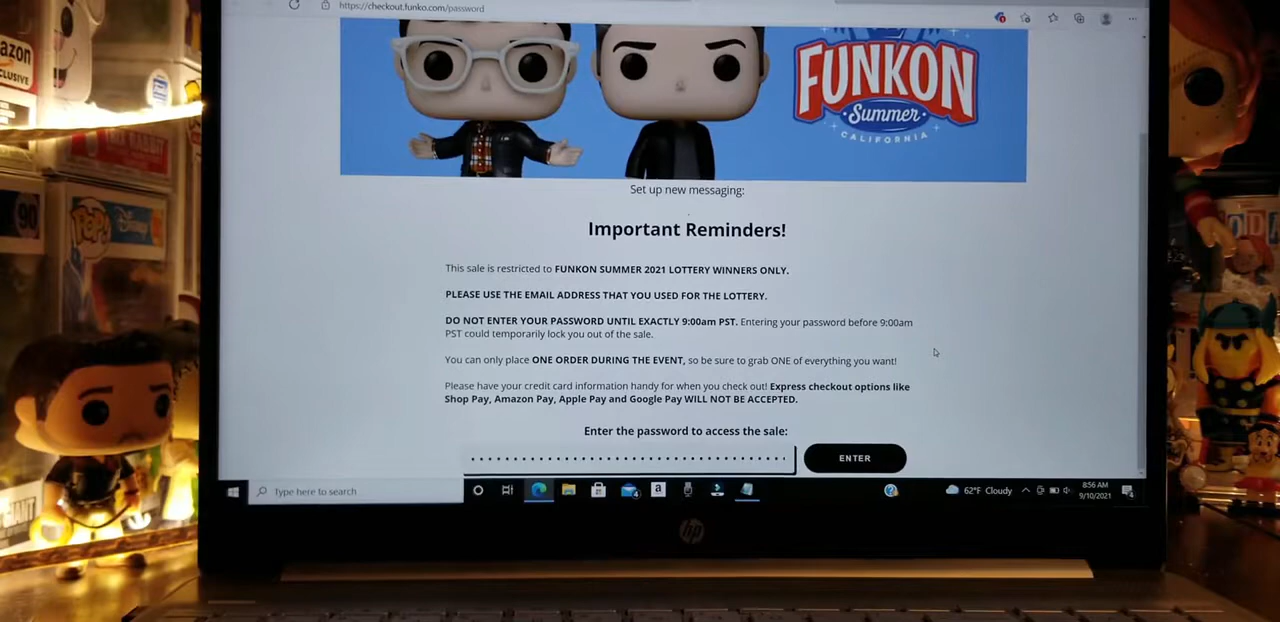 https://checkout.funko.com/password
FUNKON
Summer
CALIFORNIA
Set up new messaging:
Important Reminders!
This sale is restricted to FUNKON SUMMER 2021 LOTTERY WINNERS ONLY.
PLEASE USE THE EMAIL ADDRESS THAT YOU USED FOR THE LOTTERY.
DO NOT ENTER YOUR PASSWORD UNTIL EXACTLY 9:00am PST. Entering your password before 9:00am
PST could temporarily lock you out of the sale.
You can only place ONE ORDER DURING THE EVENT, so be sure to grab ONE of everything you want!
Please have your credit card information handy for when you check out! Express checkout options like
Shop Pay, Amazon Pay, Apple Pay and Google Pay WILL NOT BE ACCEPTED.
Enter the password to access the sale:
ENTER
Type here to search
a
62°F Cloudy
8:56 AM
9/10/2021
hp
90
POP!
Disney